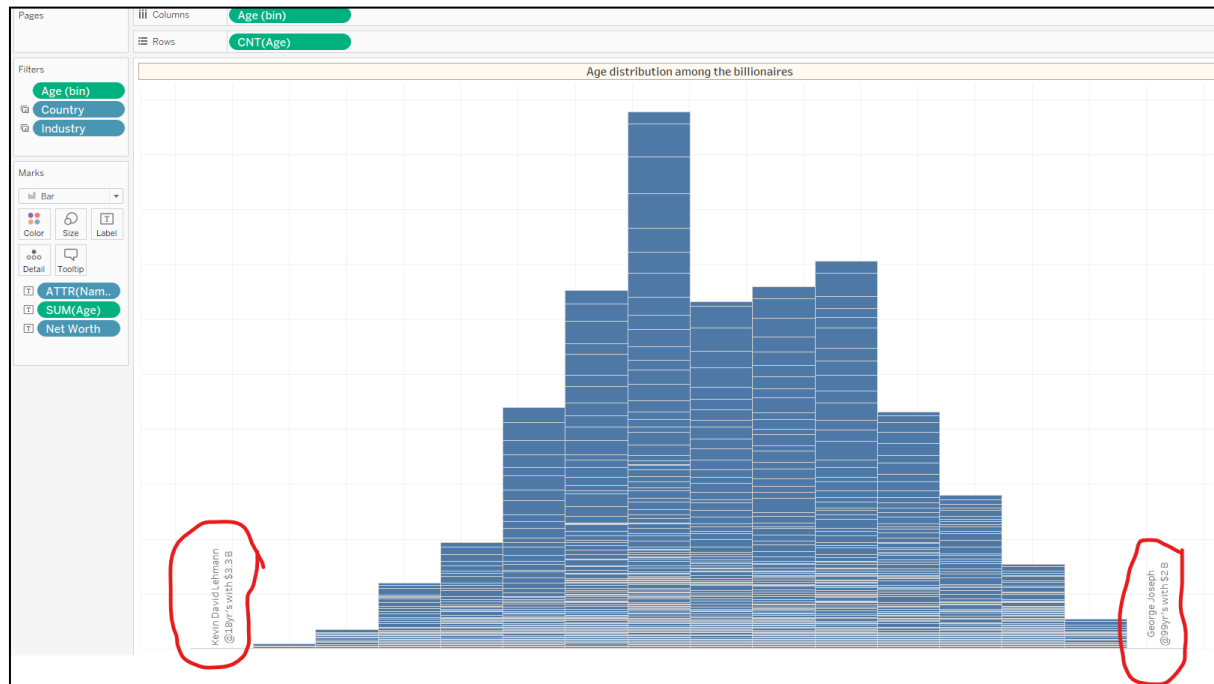 Pages
Columns
Age (bin)
Rows
CNT(Age)
Filters
Age (bin)
Country
Industry
Marks
Bar
Color
Size
Label
Detail
Tooltip
ATTR(Nam..
SUM(Age)
Net Worth
Age distribution among the billionaires
Kevin David Lehmann
@18yr's with $3.3 B
George Joseph
@99yr's with $2 B